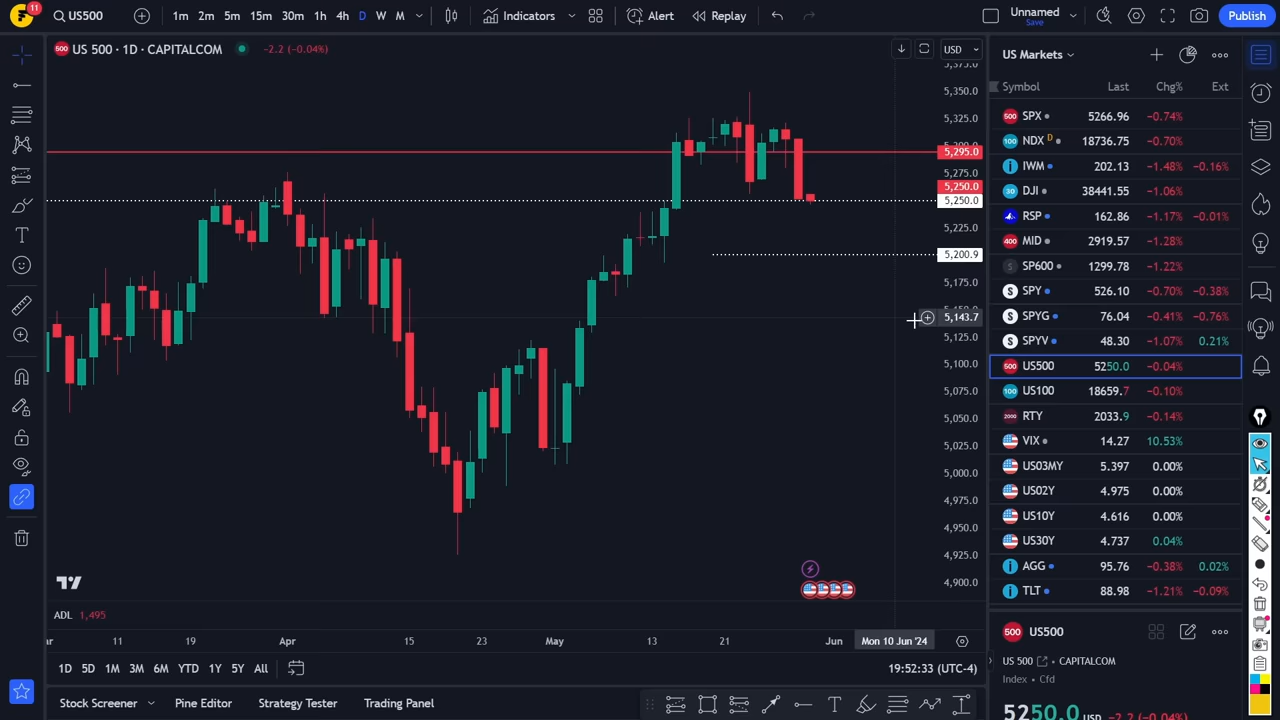 11
US500
1m 2m 5m 15m 30m 1h 4h D W M
Indicators
Alert
Replay
Unnamed
Save
Publish
US 500 · 1D · CAPITALCOM
-2.2 (-0.04%)
USD
5,375.0
5,350.0
5,325.0
5,300.0
5,295.0
5,275.0
5,250.0
5,250.0
5,225.0
5,200.9
5,175.0
5,143.7
5,125.0
5,100.0
5,075.0
5,050.0
5,025.0
5,000.0
4,975.0
4,950.0
4,925.0
4,900.0
ADL 1,495
11 19 Apr 15 23 May 13 21 Jun Mon 10 Jun '24
1D 5D 1M 3M 6M YTD 1Y 5Y All
19:52:33 (UTC-4)
Stock Screener
Pine Editor
Strategy Tester
Trading Panel
US Markets
Symbol Last Chg% Ext
SPX 5266.96 -0.74%
NDX D 18736.75 -0.70%
IWM 202.13 -1.48% -0.16%
DJI 38441.55 -1.06%
RSP 162.86 -1.17% -0.01%
MID 2919.57 -1.28%
SP600 1299.78 -1.22%
SPY 526.10 -0.70% -0.38%
SPYG 76.04 -0.41% -0.76%
SPYV 48.30 -1.07% 0.21%
US500 5250.0 -0.04%
US100 18659.7 -0.10%
RTY 2033.9 -0.14%
VIX 14.27 10.53%
US03MY 5.397 0.00%
US02Y 4.975 0.00%
US10Y 4.616 0.00%
US30Y 4.737 0.04%
AGG 95.76 -0.38% 0.02%
TLT 88.98 -1.21% -0.09%
500 US500
US 500 CAPITALCOM
Index · Cfd
5250.0 USD -2.2 (-0.04%)